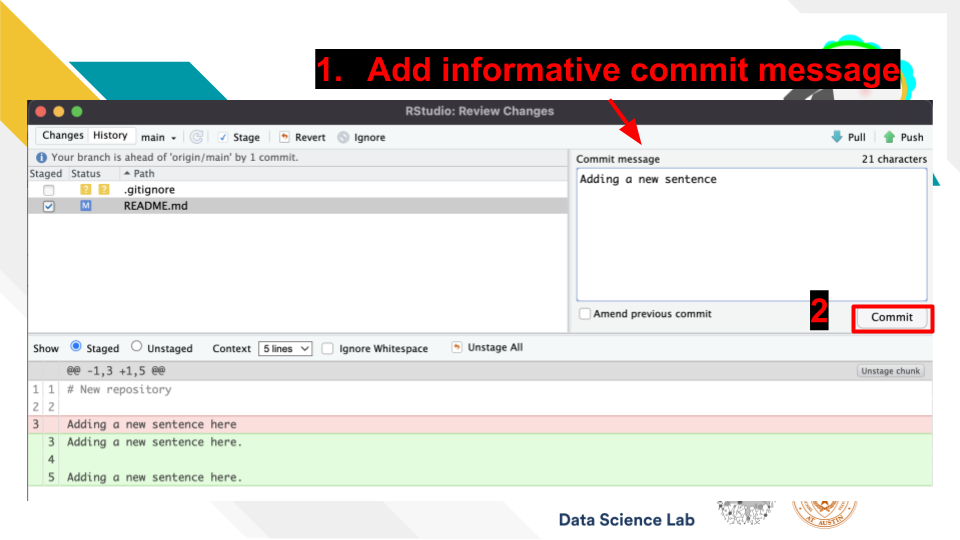 1. Add informative commit message
RStudio: Review Changes
Changes History main Stage Revert Ignore Pull Push
Your branch is ahead of 'origin/main' by 1 commit.
Staged Status Path
? ? .gitignore
M README.md
Commit message 21 characters
Adding a new sentence
Amend previous commit
2
Commit
Show Staged Unstaged Context 5 lines Ignore Whitespace Unstage All
@@ -1,3 +1,5 @@ Unstage chunk
1 1 # New repository
2 2
3 Adding a new sentence here
3 Adding a new sentence here.
4
5 Adding a new sentence here.
Data Science Lab
AT AUSTIN